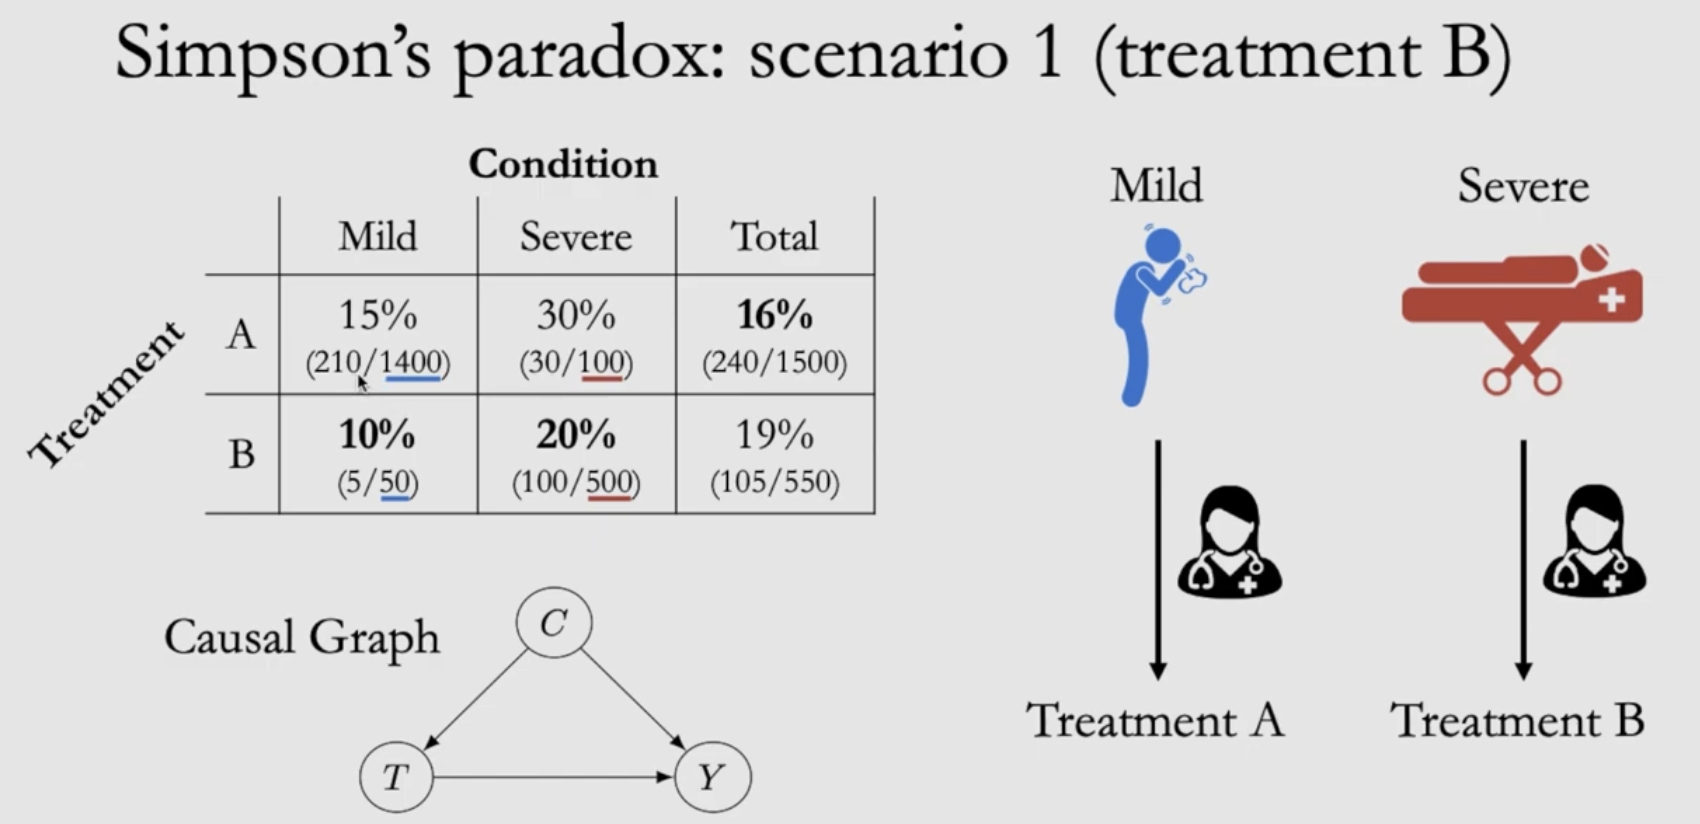 Simpson’s paradox: scenario 1 (treatment B)
Condition
Mild Severe Total
Treatment
A
15% 30% 16%
(210/1400) (30/100) (240/1500)
B
10% 20% 19%
(5/50) (100/500) (105/550)
Causal Graph
C
T Y
Mild Severe
Treatment A Treatment B